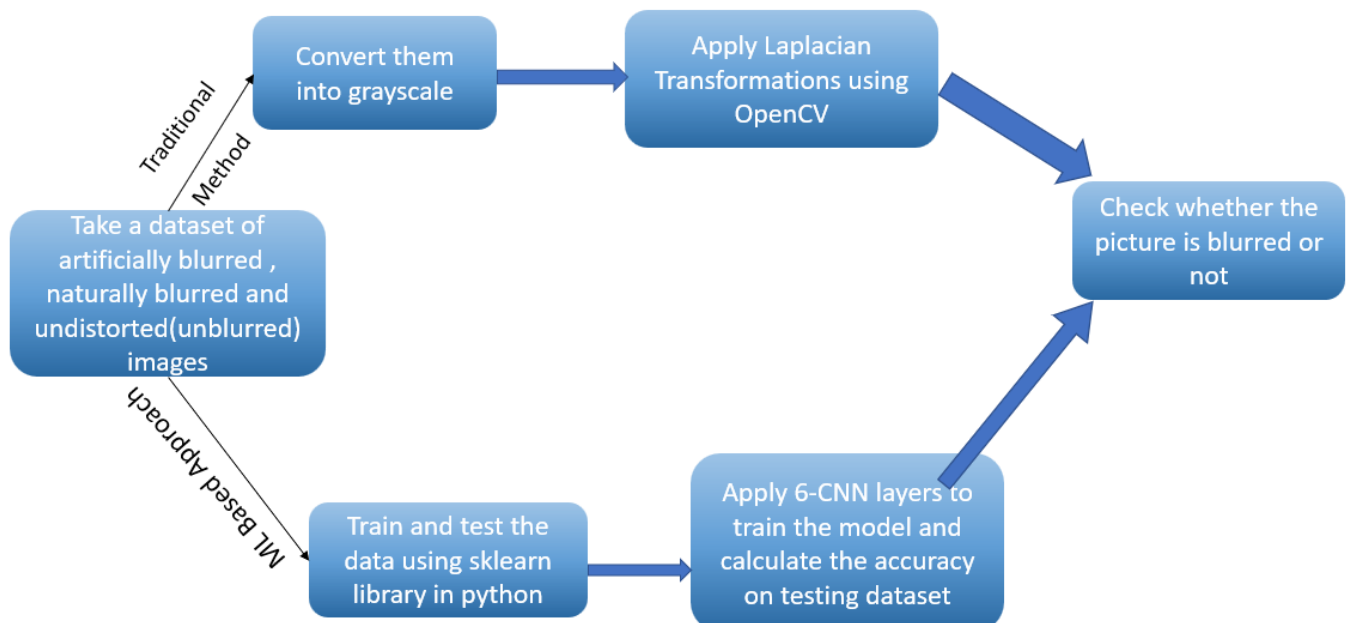 Convert them
into grayscale
Apply Laplacian
Transformations using
OpenCV
Traditional
Method
Take a dataset of
artificially blurred ,
naturally blurred and
undistorted(unblurred)
images
Check whether the
picture is blurred or
not
ML Based Approach
Train and test the
data using sklearn
library in python
Apply 6-CNN layers to
train the model and
calculate the accuracy
on testing dataset